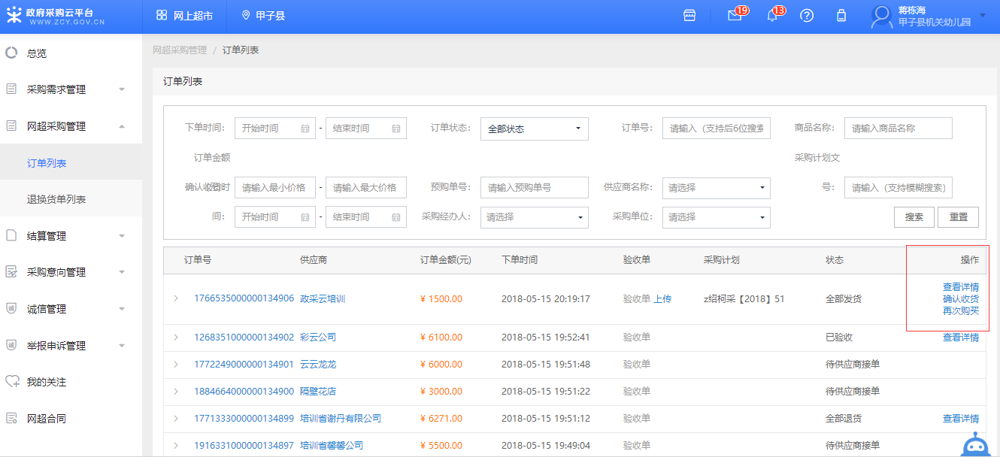 政府采购云平台
WWW.ZCY.GOV.CN
网上超市
甲子县
19
13
蒋栋海
甲子县机关幼儿园
总览
采购需求管理
网超采购管理
订单列表
退换货单列表
结算管理
采购意向管理
诚信管理
举报申诉管理
我的关注
网超合同
网超采购管理 / 订单列表
订单列表
下单时间: 开始时间 - 结束时间 订单状态: 全部状态 订单号: 请输入（支持后6位搜索 商品名称: 请输入商品名称
订单金额 采购计划文
确认收货时 请输入最小价格 - 请输入最大价格 预购单号: 请输入预购单号 供应商名称: 请选择 号: 请输入（支持模糊搜索）
间: 开始时间 - 结束时间 采购经办人: 请选择 采购单位: 请选择 搜索 重置
订单号 供应商 订单金额(元) 下单时间 验收单 采购计划 状态 操作
1766535000000134906 政采云培训 ¥ 1500.00 2018-05-15 20:19:17 验收单 上传 z绍柯采【2018】51 全部发货 查看详情
确认收货
再次购买
1268351000000134902 彩云公司 ¥ 6100.00 2018-05-15 19:52:41 验收单 已验收 查看详情
1772249000000134901 云云龙龙 ¥ 6000.00 2018-05-15 19:51:48 验收单 待供应商接单
1884664000000134900 隔壁花店 ¥ 3000.00 2018-05-15 19:51:22 验收单 待供应商接单
1771333000000134899 培训省谢丹有限公司 ¥ 6271.00 2018-05-15 19:51:12 验收单 全部退货 查看详情
1916331000000134897 培训省馨馨公司 ¥ 5500.00 2018-05-15 19:49:04 验收单 待供应商接单